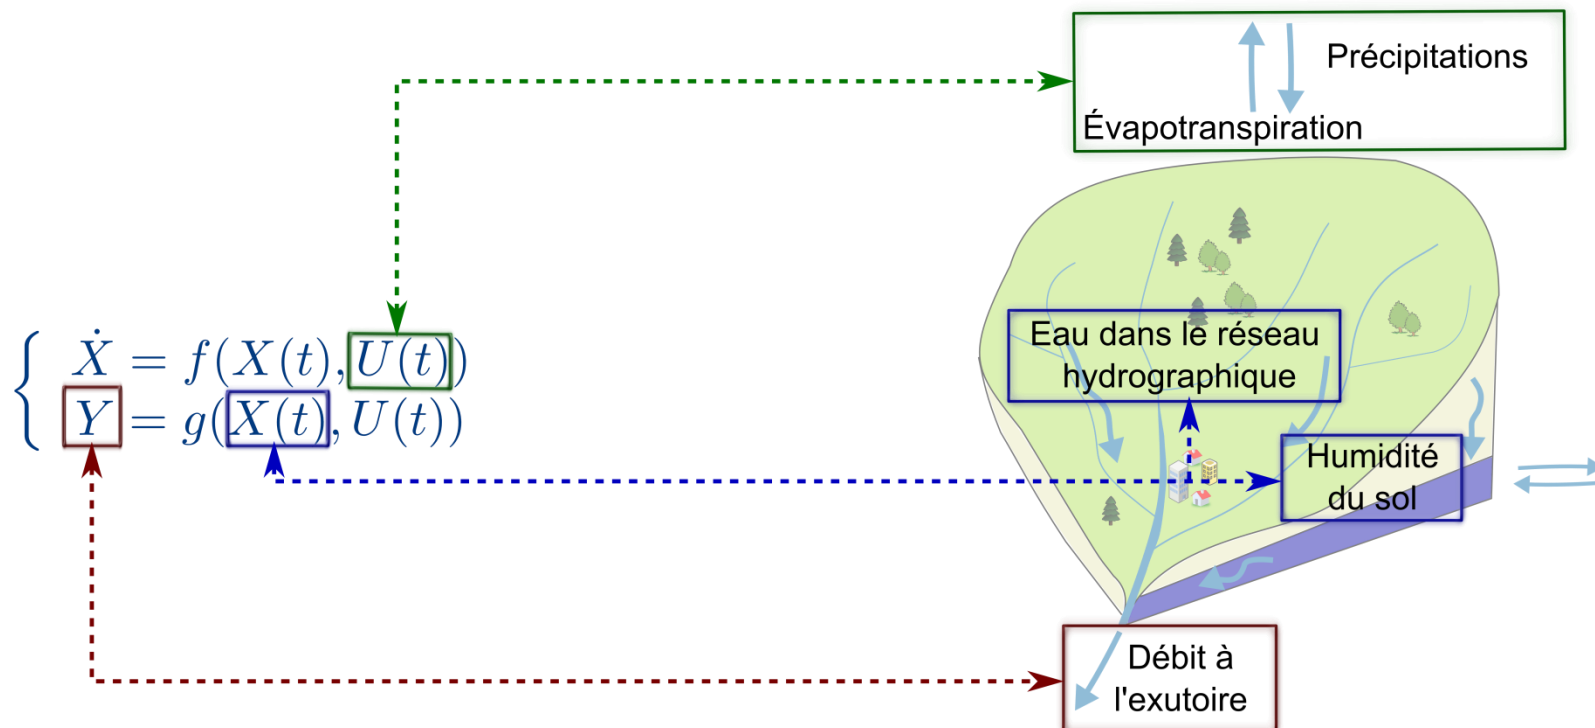 Précipitations
Évapotranspiration
Eau dans le réseau
hydrographique
Ẋ = f(X(t), U(t))
Y = g(X(t), U(t))
Humidité
du sol
Débit à
l'exutoire